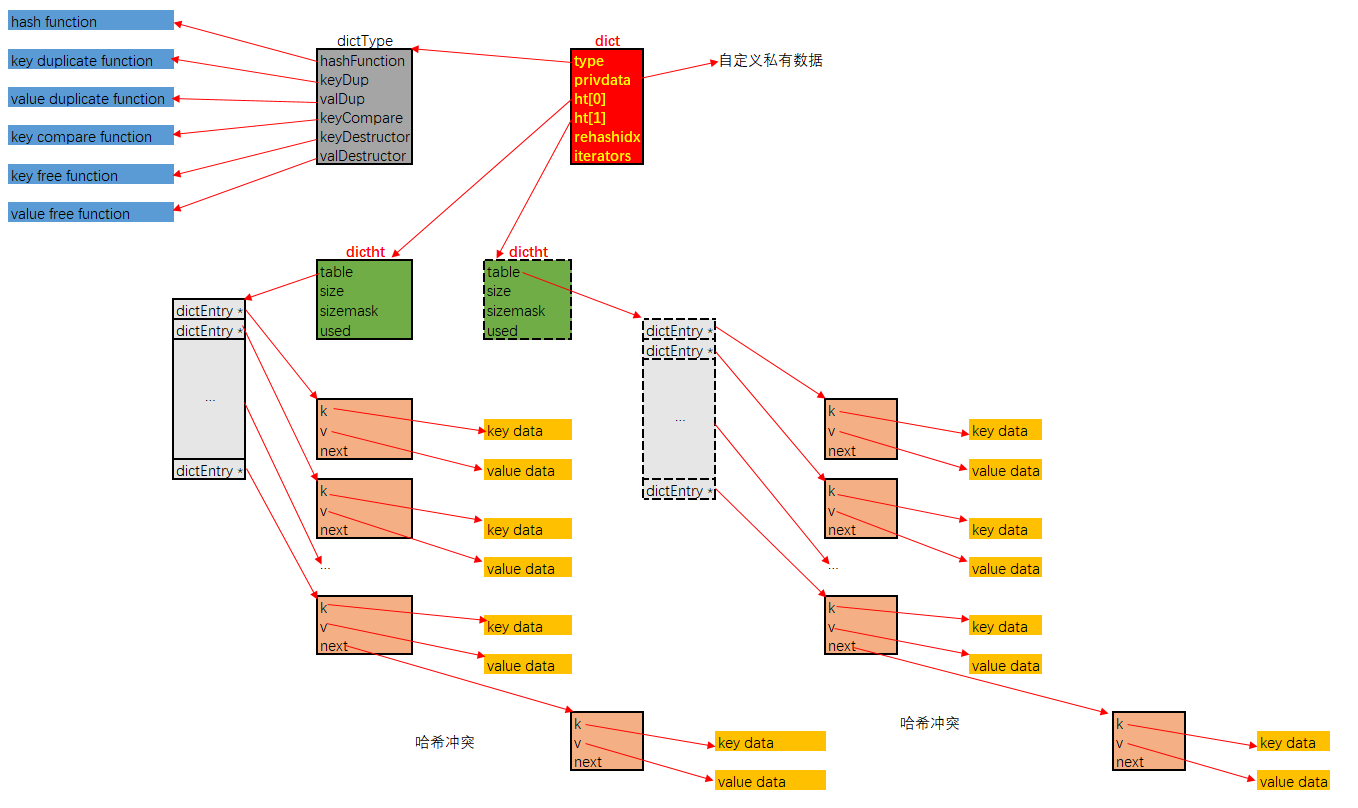 hash function
key duplicate function
value duplicate function
key compare function
key free function
value free function
dictType
hashFunction
keyDup
valDup
keyCompare
keyDestructor
valDestructor
dict
type
privdata
ht[0]
ht[1]
rehashidx
iterators
自定义私有数据
dictht
table
size
sizemask
used
dictht
table
size
sizemask
used
dictEntry *
dictEntry *
...
dictEntry *
k
v
next
key data
value data
k
v
next
key data
value data
...
k
v
next
key data
value data
哈希冲突
k
v
next
key data
value data
dictEntry *
dictEntry *
...
dictEntry *
k
v
next
key data
value data
k
v
next
key data
value data
...
k
v
next
key data
value data
哈希冲突
k
v
next
key data
value data